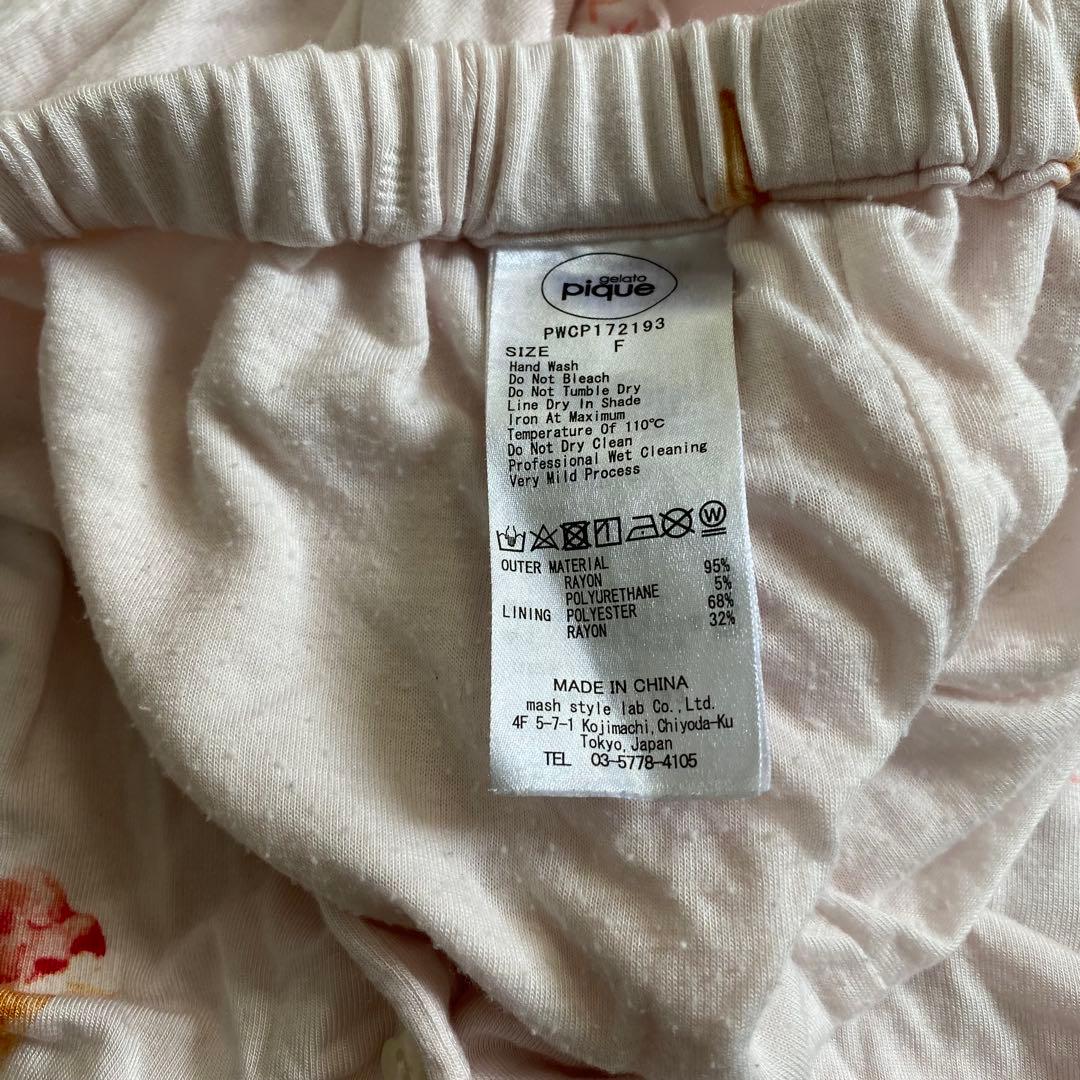 gelato
pique
PWCP172193
SIZE F
Hand Wash
Do Not Bleach
Do Not Tumble Dry
Line Dry In Shade
Iron At Maximum
Temperature Of 110℃
Do Not Dry Clean
Professional Wet Cleaning
Very Mild Process
W
OUTER MATERIAL 95%
RAYON 5%
POLYURETHANE 68%
LINING POLYESTER 32%
RAYON
MADE IN CHINA
mash style lab Co.,Ltd.
4F 5-7-1 Kojimachi,Chiyoda-Ku
Tokyo,Japan
TEL 03-5778-4105